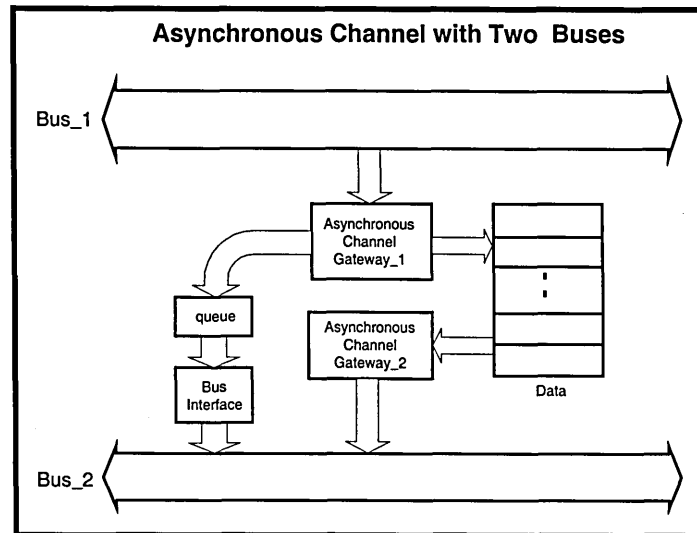 Asynchronous Channel with Two Buses
Bus_1
Asynchronous
Channel
Gateway_1
queue
Asynchronous
Channel
Gateway_2
Bus
Interface
Data
Bus_2